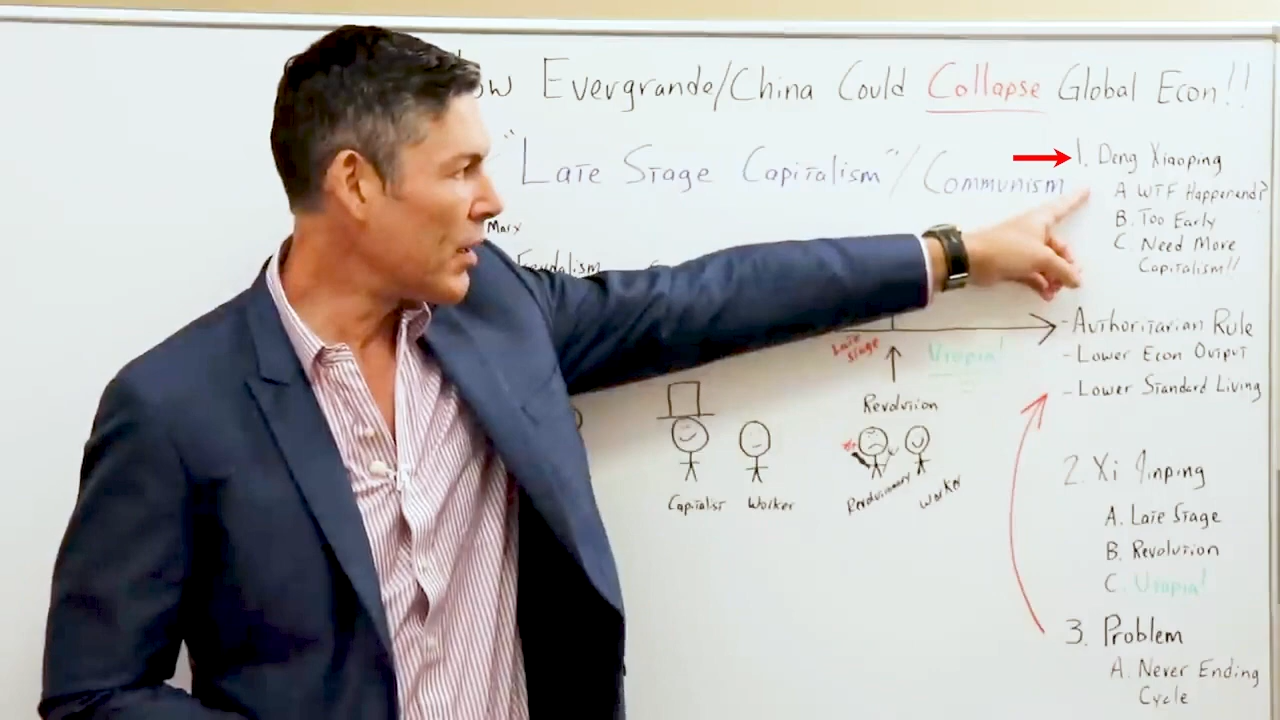 Evergrande/China Could Collapse Global Econ!!
"Late Stage Capitalism"/Communism
Marx
Feudalism
Late
Stage
Utopia!
Revolution
Capitalist
Worker
Revolutionary
Worker
1. Deng Xiaoping
A WTF Happenend?
B. Too Early
C. Need More
Capitalism!!
-Authoritarian Rule
-Lower Econ Output
-Lower Standard Living
2. Xi Jinping
A. Late Stage
B. Revolution
C. Utopia!
3. Problem
A. Never Ending
Cycle